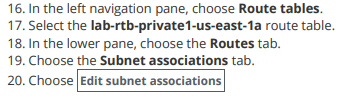 16. In the left navigation pane, choose Route tables.
17. Select the lab-rtb-private1-us-east-1a route table.
18. In the lower pane, choose the Routes tab.
19. Choose the Subnet associations tab.
20. Choose Edit subnet associations